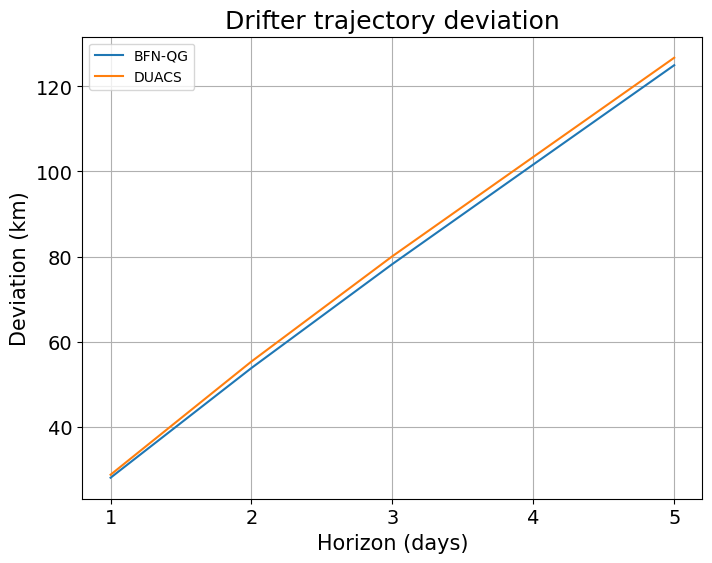 Drifter trajectory deviation
BFN-QG
DUACS
120
100
80
60
40
Deviation (km)
1 2 3 4 5
Horizon (days)